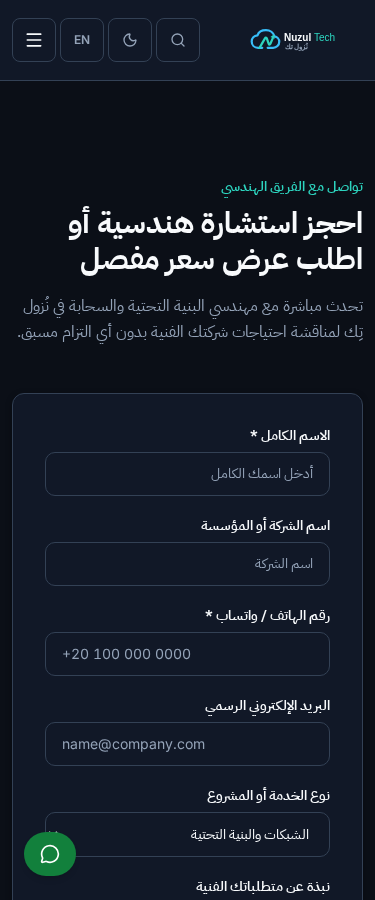 EN
Nuzul Tech
نُزول تك
تواصل مع الفريق الهندسي
احجز استشارة هندسية أو
اطلب عرض سعر مفصل
تحدث مباشرة مع مهندسي البنية التحتية والسحابة في نُزول
تِك لمناقشة احتياجات شركتك الفنية بدون أي التزام مسبق.
الاسم الكامل *
أدخل اسمك الكامل
اسم الشركة أو المؤسسة
اسم الشركة
رقم الهاتف / واتساب *
+20 100 000 0000
البريد الإلكتروني الرسمي
name@company.com
نوع الخدمة أو المشروع
الشبكات والبنية التحتية
نبذة عن متطلباتك الفنية